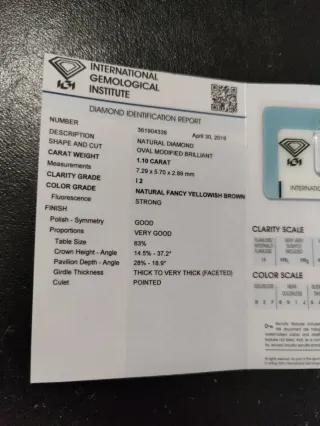 INTERNATIONAL
GEMOLOGICAL
INSTITUTE
DIAMOND IDENTIFICATION REPORT
NUMBER 361904339 April 30, 2019
DESCRIPTION NATURAL DIAMOND
SHAPE AND CUT OVAL MODIFIED BRILLIANT
CARAT WEIGHT 1.10 CARAT
Measurements 7.29 x 5.70 x 2.89 mm
CLARITY GRADE I 2
COLOR GRADE NATURAL FANCY YELLOWISH BROWN
Fluorescence STRONG
FINISH
Polish - Symmetry GOOD
Proportions VERY GOOD
Table Size 63%
Crown Height - Angle 14.5% - 37.2°
Pavilion Depth - Angle 28% - 18.9°
Girdle Thickness THICK TO VERY THICK (FACETED)
Culet POINTED
IGI
INTERNATIO
CLARITY SCALE
COLOR SCALE